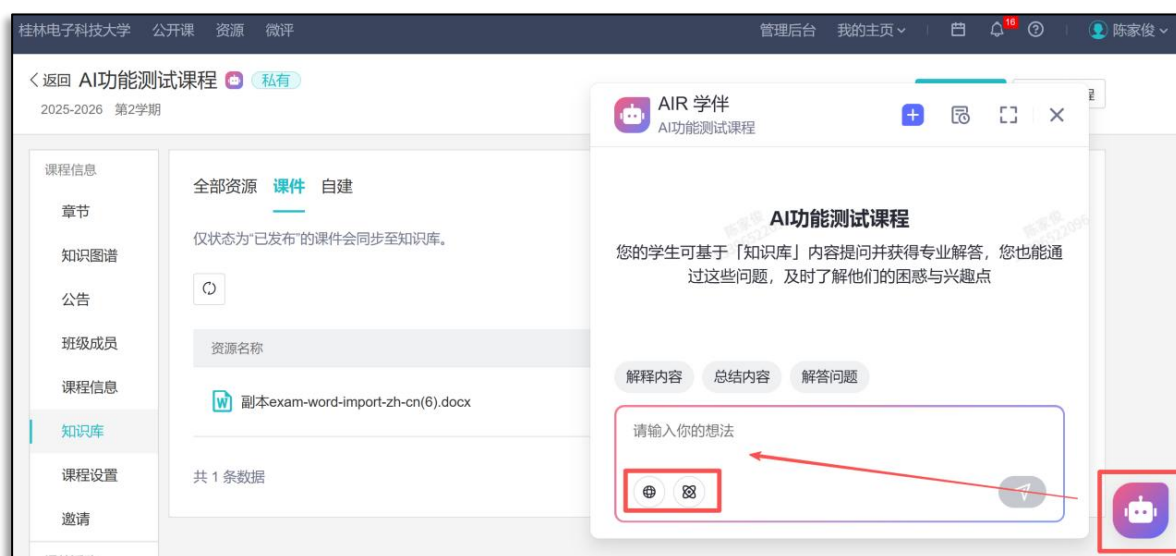 桂林电子科技大学 公开课 资源 微评 管理后台 我的主页 16 陈家俊
返回 AI功能测试课程 私有
2025-2026 第2学期
课程信息
章节
知识图谱
公告
班级成员
课程信息
知识库
课程设置
邀请
全部资源 课件 自建
仅状态为“已发布”的课件会同步至知识库。
资源名称
副本exam-word-import-zh-cn(6).docx
共 1 条数据
程
AIR 学伴
AI功能测试课程
AI功能测试课程
您的学生可基于「知识库」内容提问并获得专业解答，您也能通
过这些问题，及时了解他们的困惑与兴趣点
解释内容 总结内容 解答问题
请输入你的想法